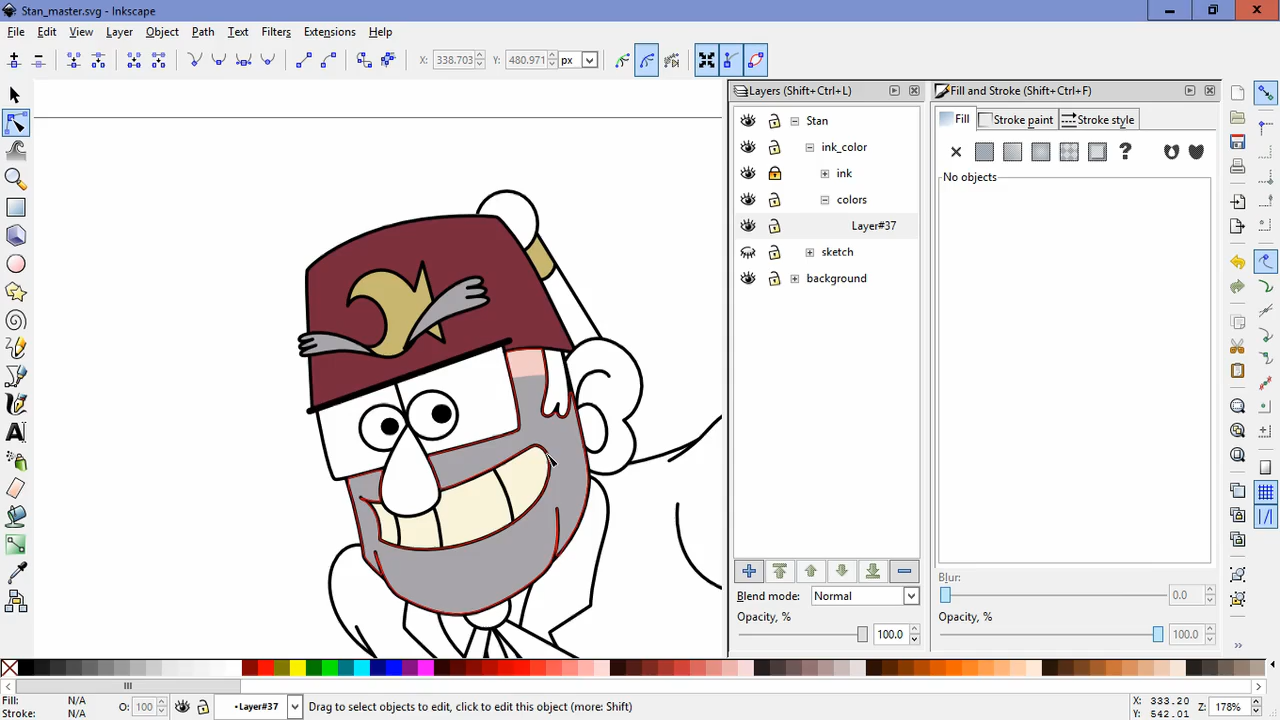 Stan_master.svg - Inkscape
File Edit View Layer Object Path Text Filters Extensions Help
X: 338.703 Y: 480.971 px
Layers (Shift+Ctrl+L)
Fill and Stroke (Shift+Ctrl+F)
Fill Stroke paint Stroke style
Stan
ink_color
ink
colors
Layer#37
sketch
background
?
No objects
Blend mode: Normal
Opacity, % 100.0
Blur: 0.0
Opacity, % 100.0
Fill: N/A
Stroke: N/A
O: 100
•Layer#37
Drag to select objects to edit, click to edit this object (more: Shift)
X: 333.20
Y: 542.01
Z: 178%